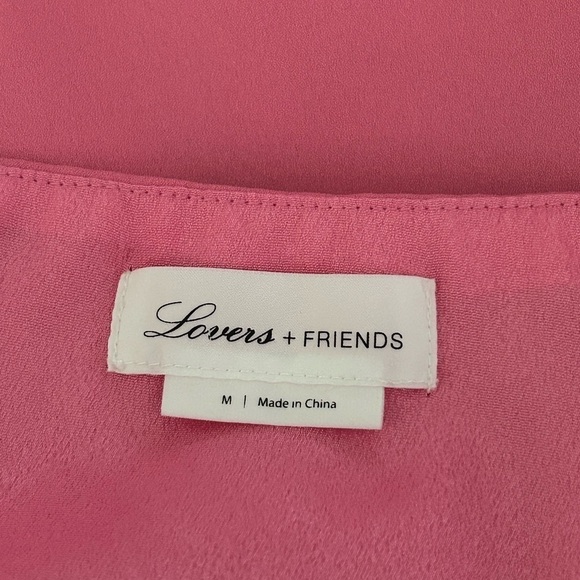 Lovers + FRIENDS
M | Made in China